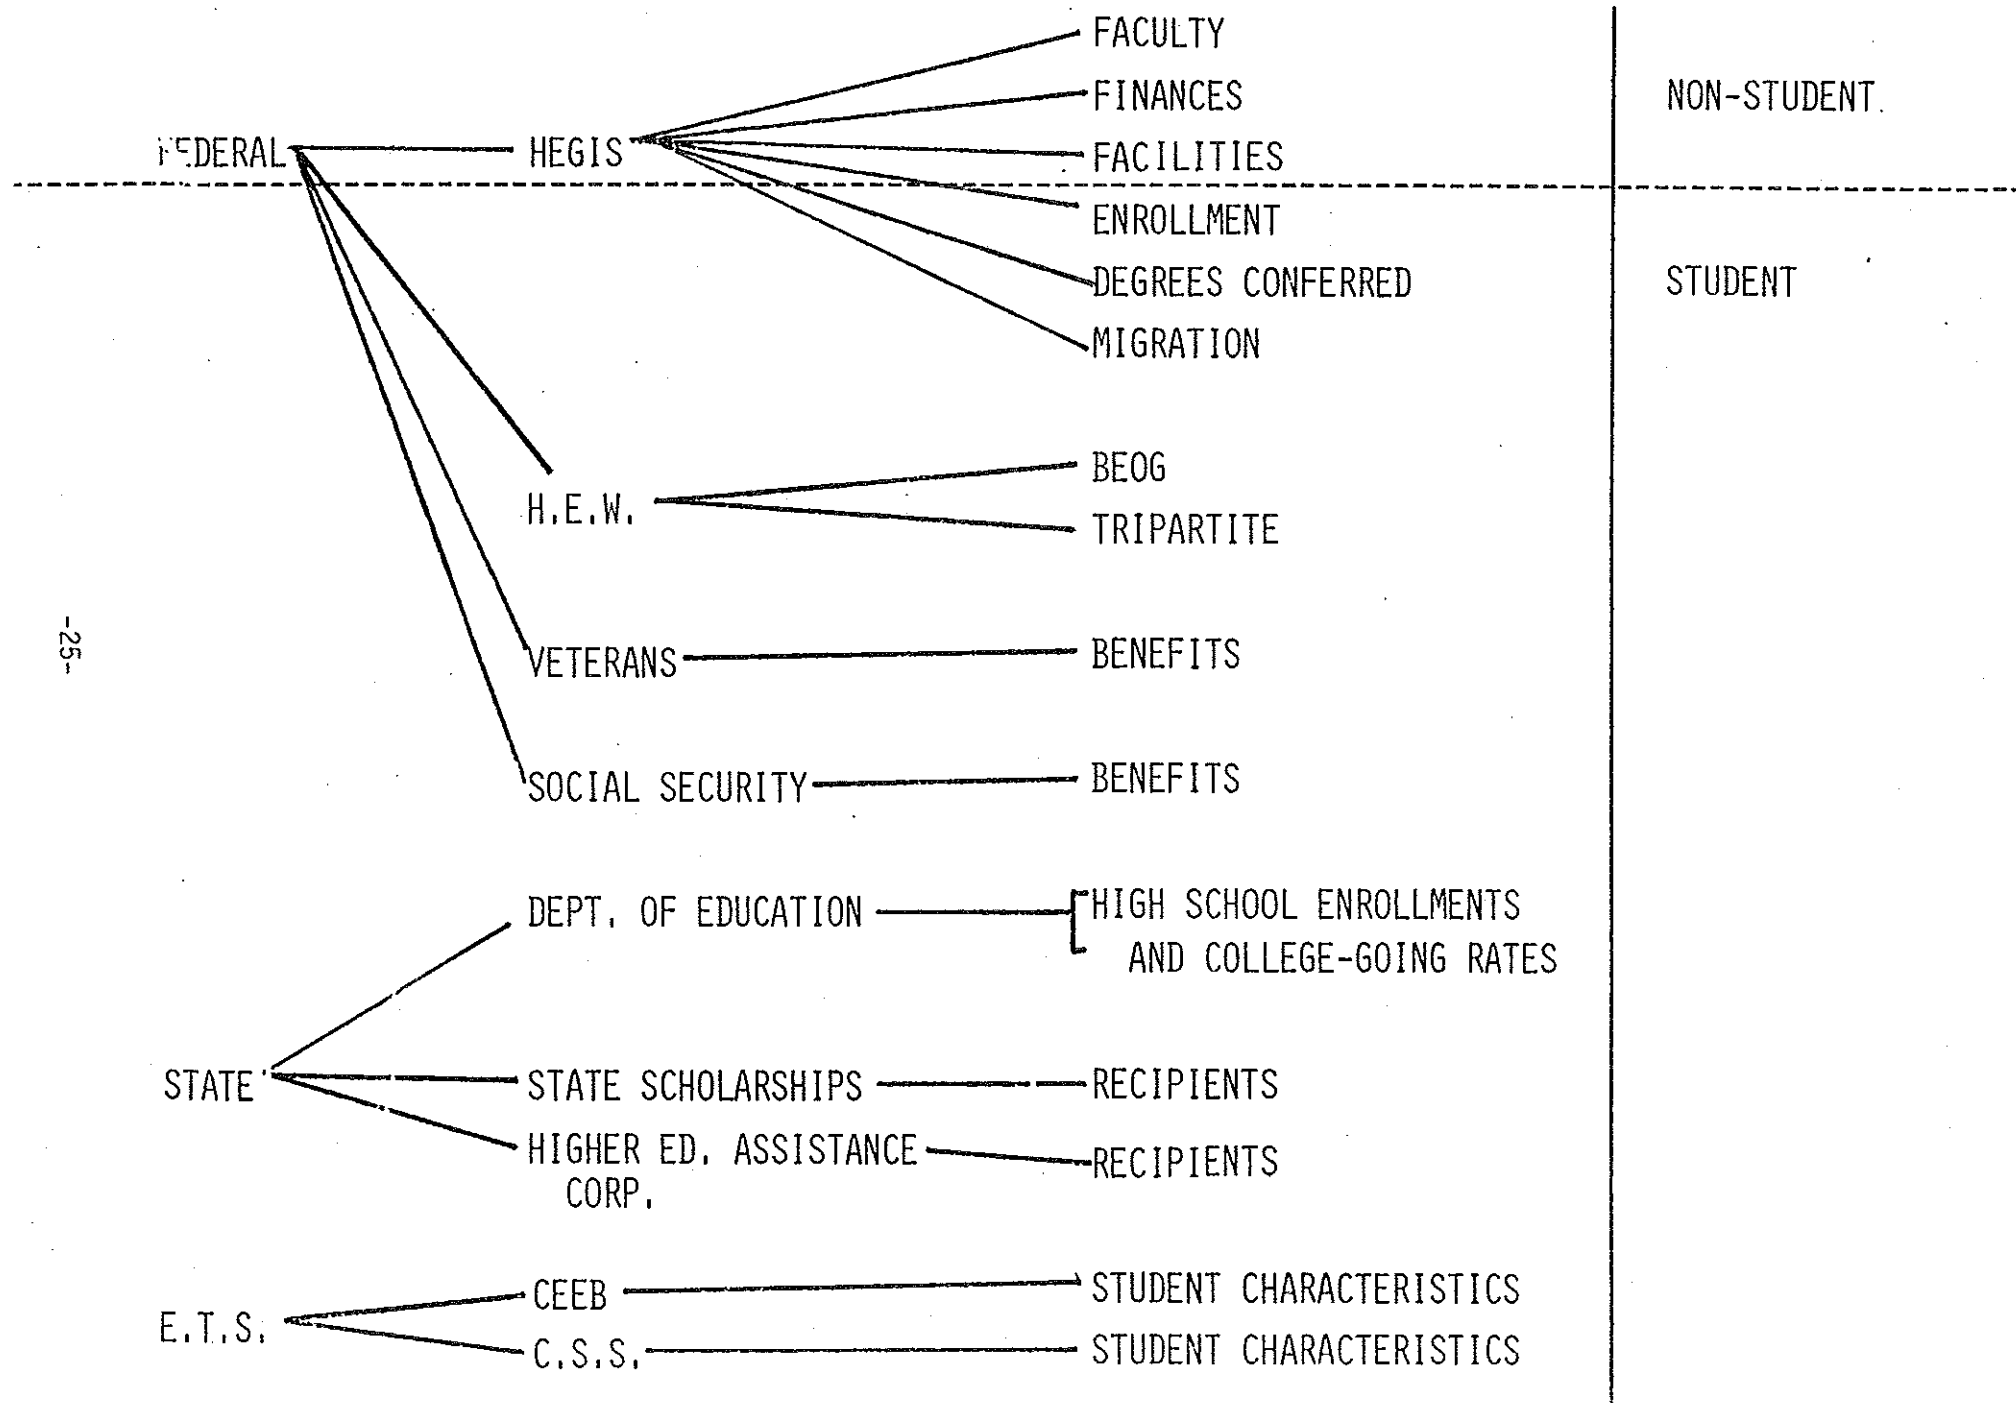 FACULTY
FINANCES
NON-STUDENT
FEDERAL
HEGIS
FACILITIES
ENROLLMENT
DEGREES CONFERRED
STUDENT
MIGRATION
BEOG
H.E.W.
TRIPARTITE
-25-
VETERANS
BENEFITS
SOCIAL SECURITY
BENEFITS
DEPT. OF EDUCATION
HIGH SCHOOL ENROLLMENTS
AND COLLEGE-GOING RATES
STATE
STATE SCHOLARSHIPS
RECIPIENTS
HIGHER ED. ASSISTANCE
CORP.
RECIPIENTS
E.T.S.
CEEB
STUDENT CHARACTERISTICS
C.S.S.
STUDENT CHARACTERISTICS